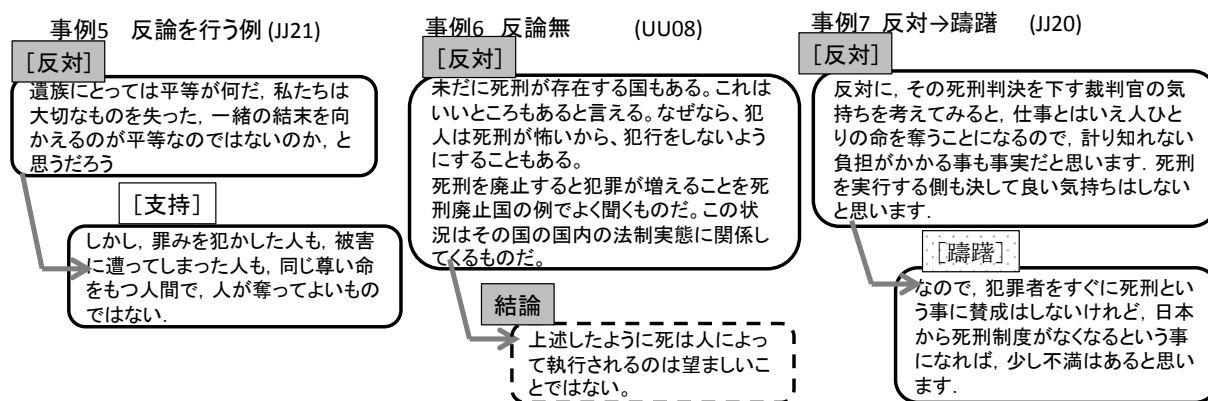 事例5 反論を行う例 (JJ21)
[反対]
遺族にとっては平等が何だ，私たちは
大切なものを失った，一緒の結末を向
かえるのが平等なのではないのか，と
思うだろう
[支持]
しかし，罪みを犯かした人も，被害
に遭ってしまった人も，同じ尊い命
をもつ人間で，人が奪ってよいもの
ではない．
事例6 反論無 (UU08)
[反対]
未だに死刑が存在する国もある。これは
いいところもあると言える。なぜなら、犯
人は死刑が怖いから、犯行をしないよう
にすることもある。
死刑を廃止すると犯罪が増えることを死
刑廃止国の例でよく聞くものだ。この状
況はその国の国内の法制実態に関係し
てくるものだ。
結論
上述したように死は人によっ
て執行されるのは望ましいこ
とではない。
事例7 反対→躊躇 (JJ20)
[反対]
反対に，その死刑判決を下す裁判官の気
持ちを考えてみると，仕事とはいえ人ひと
りの命を奪うことになるので，計り知れない
負担がかかる事も事実だと思います．死刑
を実行する側も決して良い気持ちはしない
と思います．
[躊躇]
なので，犯罪者をすぐに死刑とい
う事に賛成はしないけれど，日本
から死刑制度がなくなるという事
になれば，少し不満はあると思い
ます．